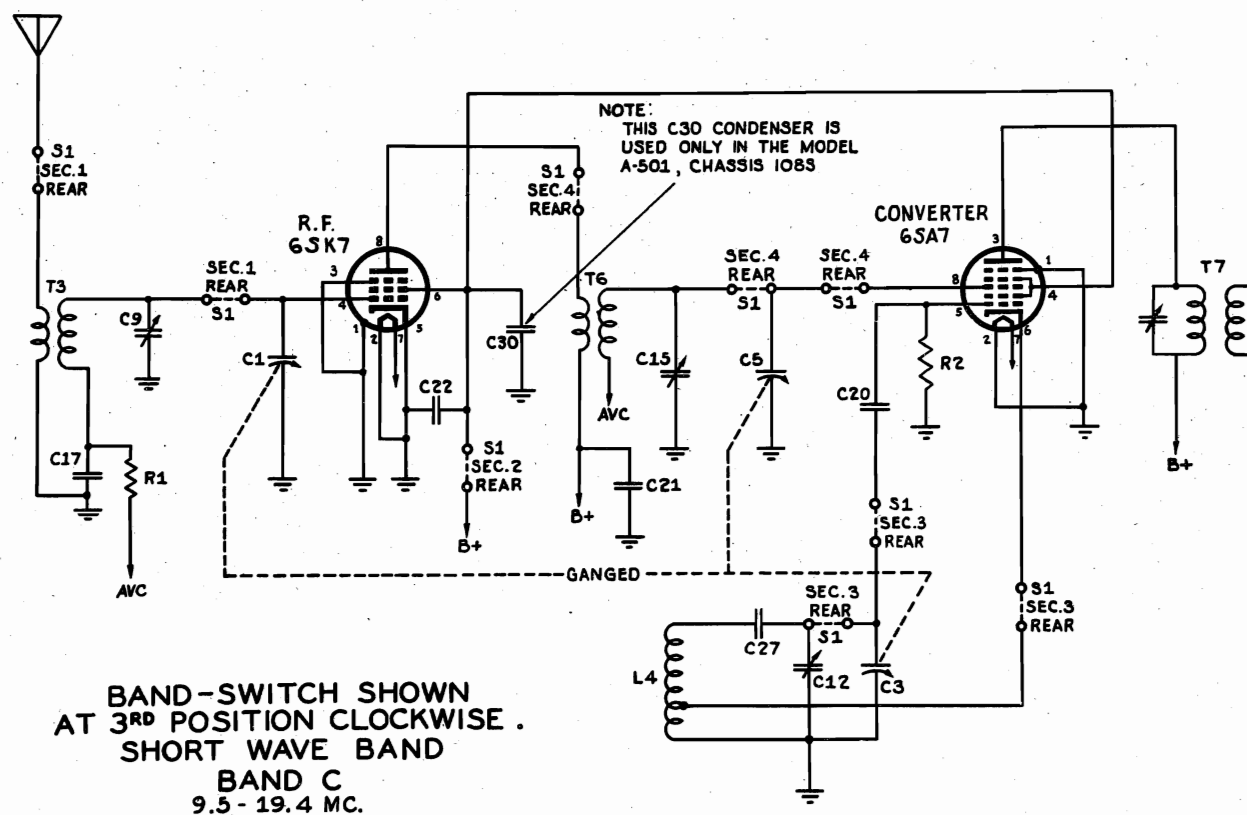 NOTE:
THIS C30 CONDENSER IS
USED ONLY IN THE MODEL
A-501, CHASSIS 108S
S1
SEC.1
REAR
R.F.
6SK7
S1
SEC.4
REAR
CONVERTER
6SA7
T3
C9
SEC.1
REAR
S1
C1
8
3
4
6
1
2
7
5
C22
C30
T6
C15
AVC
SEC.4
REAR
S1
SEC.4
REAR
S1
C5
3
8
5
1
4
2
7
6
T7
R2
C20
B+
C17
R1
AVC
S1
SEC.2
REAR
B+
B+
C21
S1
SEC.3
REAR
GANGED
SEC.3
REAR
S1
C27
C12
C3
L4
S1
SEC.3
REAR
BAND-SWITCH SHOWN
AT 3RD POSITION CLOCKWISE.
SHORT WAVE BAND
BAND C
9.5-19.4 MC.